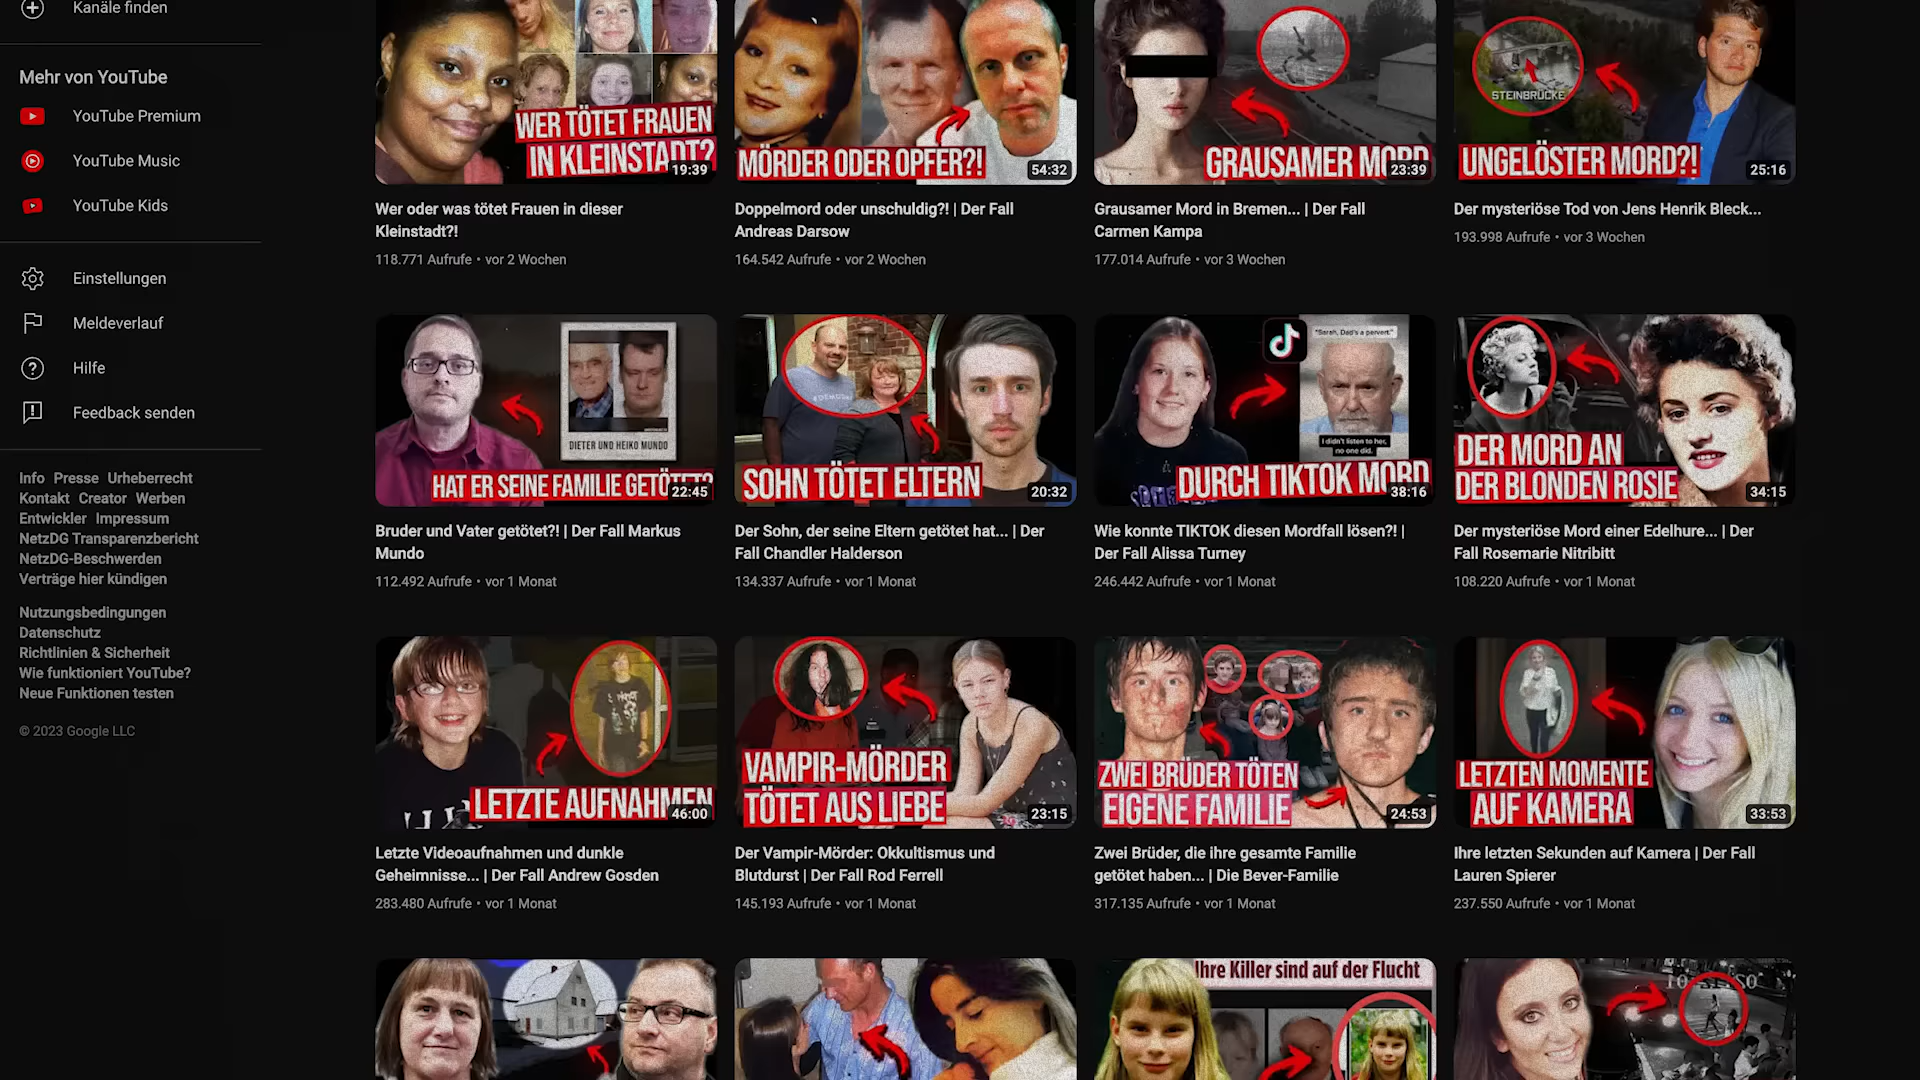 Kanäle finden
Mehr von YouTube
YouTube Premium
YouTube Music
YouTube Kids
Einstellungen
Meldeverlauf
Hilfe
Feedback senden
Info Presse Urheberrecht
Kontakt Creator Werben
Entwickler Impressum
NetzDG Transparenzbericht
NetzDG-Beschwerden
Verträge hier kündigen
Nutzungsbedingungen
Datenschutz
Richtlinien & Sicherheit
Wie funktioniert YouTube?
Neue Funktionen testen
© 2023 Google LLC
WER TÖTET FRAUEN
IN KLEINSTADT?
19:39
Wer oder was tötet Frauen in dieser
Kleinstadt?!
118.771 Aufrufe • vor 2 Wochen
MÖRDER ODER OPFER?!
54:32
Doppelmord oder unschuldig?! | Der Fall
Andreas Darsow
164.542 Aufrufe • vor 2 Wochen
GRAUSAMER MORD
23:39
Grausamer Mord in Bremen... | Der Fall
Carmen Kampa
177.014 Aufrufe • vor 3 Wochen
STEINBRÜCKE
UNGELÖSTER MORD?!
25:16
Der mysteriöse Tod von Jens Henrik Bleck...
193.998 Aufrufe • vor 3 Wochen
DIETER UND HEIKO MUNDO
HAT ER SEINE FAMILIE GETÖTET?
22:45
Bruder und Vater getötet?! | Der Fall Markus
Mundo
112.492 Aufrufe • vor 1 Monat
SOHN TÖTET ELTERN
20:32
Der Sohn, der seine Eltern getötet hat... | Der
Fall Chandler Halderson
134.337 Aufrufe • vor 1 Monat
"Sarah, Dad's a pervert."
I didn't listen to her,
no one did.
DURCH TIKTOK MORD
38:16
Wie konnte TIKTOK diesen Mordfall lösen?! |
Der Fall Alissa Turney
246.442 Aufrufe • vor 1 Monat
DER MORD AN
DER BLONDEN ROSIE
34:15
Der mysteriöse Mord einer Edelhure... | Der
Fall Rosemarie Nitribitt
108.220 Aufrufe • vor 1 Monat
LETZTE AUFNAHMEN
46:00
Letzte Videoaufnahmen und dunkle
Geheimnisse... | Der Fall Andrew Gosden
283.480 Aufrufe • vor 1 Monat
VAMPIR-MÖRDER
TÖTET AUS LIEBE
23:15
Der Vampir-Mörder: Okkultismus und
Blutdurst | Der Fall Rod Ferrell
145.193 Aufrufe • vor 1 Monat
ZWEI BRÜDER TÖTEN
EIGENE FAMILIE
24:53
Zwei Brüder, die ihre gesamte Familie
getötet haben... | Die Bever-Familie
317.135 Aufrufe • vor 1 Monat
LETZTEN MOMENTE
AUF KAMERA
33:53
Ihre letzten Sekunden auf Kamera | Der Fall
Lauren Spierer
237.550 Aufrufe • vor 1 Monat
Ihre Killer sind auf der Flucht